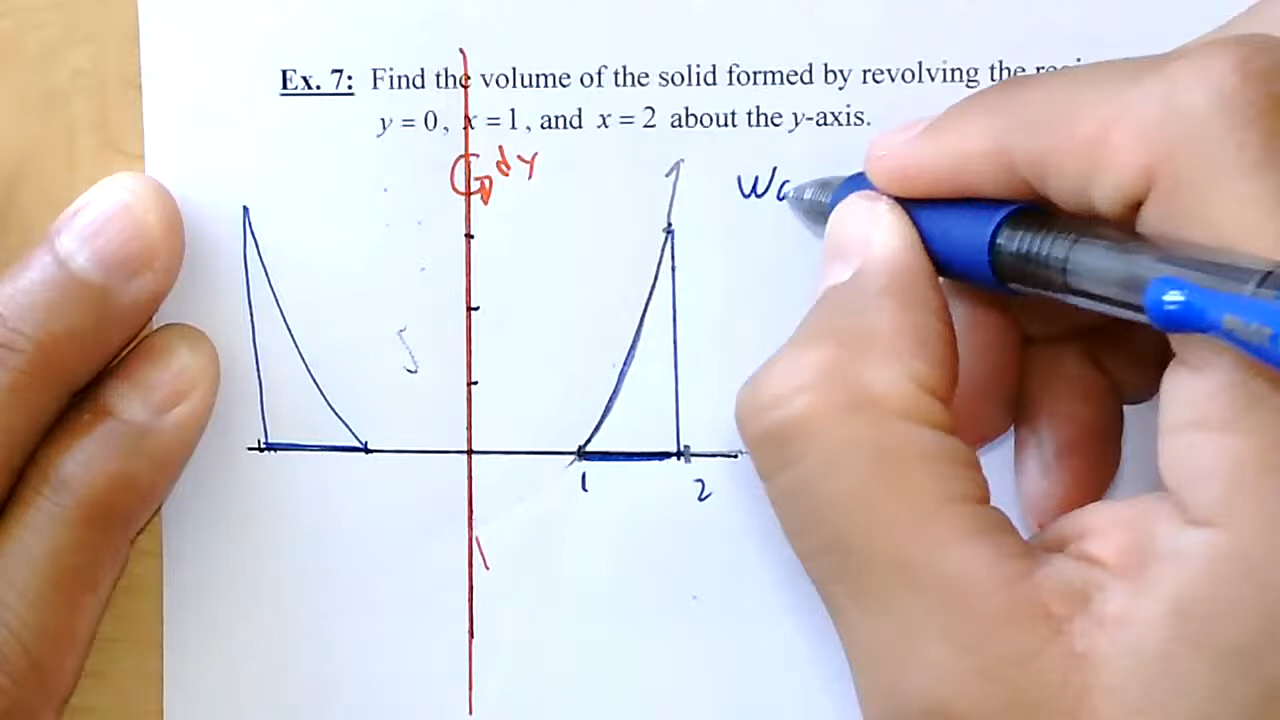 Ex. 7: Find the volume of the solid formed by revolving the
y = 0, x = 1, and x = 2 about the y-axis.
dy
1
2